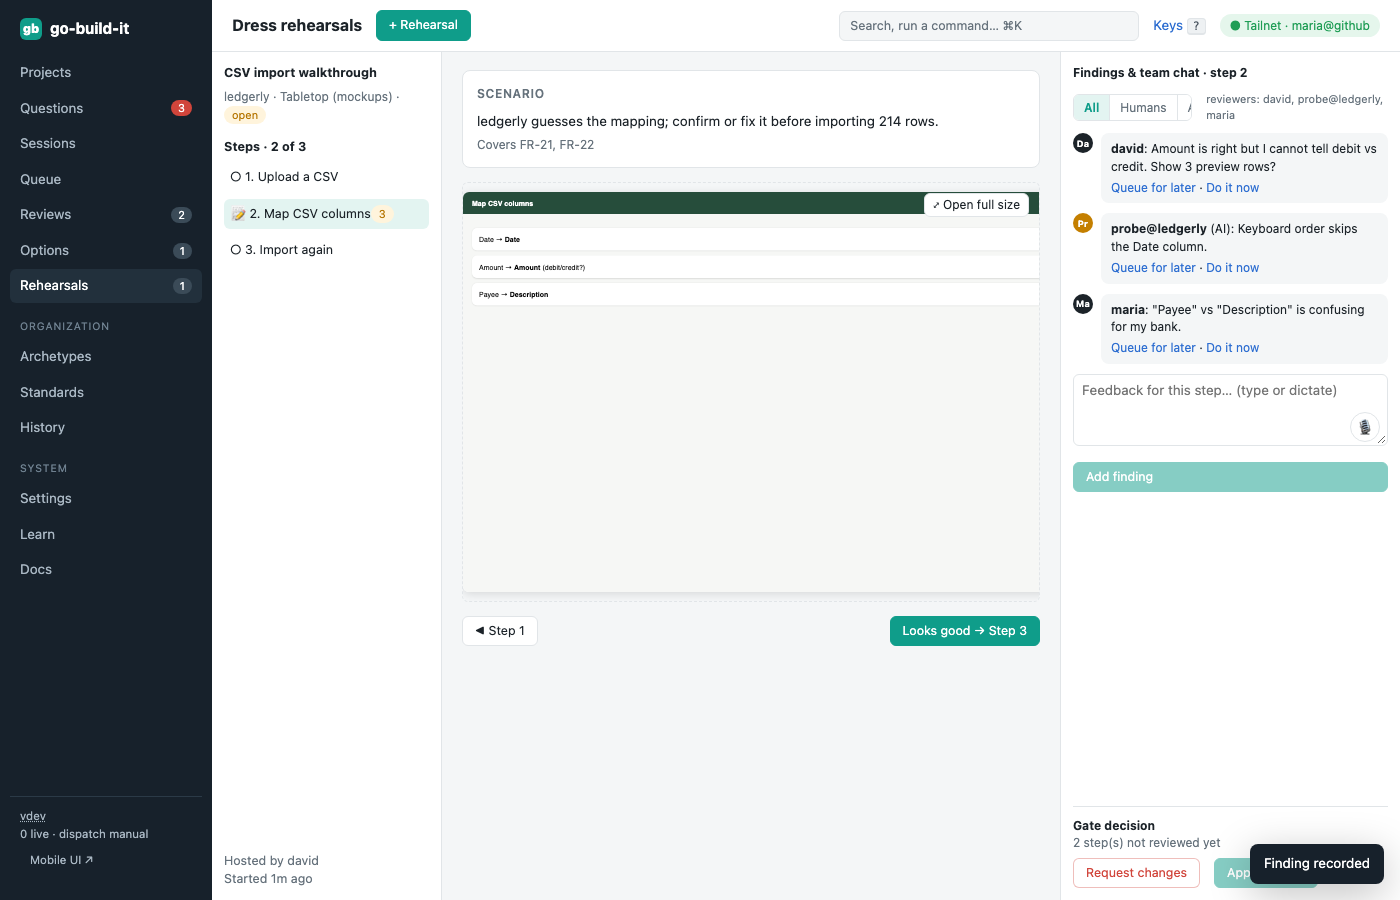 gb go-build-it
Projects
Questions 3
Sessions
Queue
Reviews 2
Options 1
Rehearsals 1
ORGANIZATION
Archetypes
Standards
History
SYSTEM
Settings
Learn
Docs
vdev
0 live · dispatch manual
Mobile UI ↗
Dress rehearsals
+ Rehearsal
Search, run a command... ⌘K
Keys ?
Tailnet · maria@github
CSV import walkthrough
ledgerly · Tabletop (mockups) ·
open
Steps · 2 of 3
1. Upload a CSV
2. Map CSV columns 3
3. Import again
Hosted by david
Started 1m ago
SCENARIO
ledgerly guesses the mapping; confirm or fix it before importing 214 rows.
Covers FR-21, FR-22
Map CSV columns
⤢ Open full size
Date → Date
Amount → Amount (debit/credit?)
Payee → Description
◀ Step 1
Looks good → Step 3
Findings & team chat · step 2
All Humans
reviewers: david, probe@ledgerly,
maria
Da
david: Amount is right but I cannot tell debit vs
credit. Show 3 preview rows?
Queue for later · Do it now
Pr
probe@ledgerly (AI): Keyboard order skips
the Date column.
Queue for later · Do it now
Ma
maria: "Payee" vs "Description" is confusing
for my bank.
Queue for later · Do it now
Feedback for this step... (type or dictate)
Add finding
Gate decision
2 step(s) not reviewed yet
Request changes
App
Finding recorded